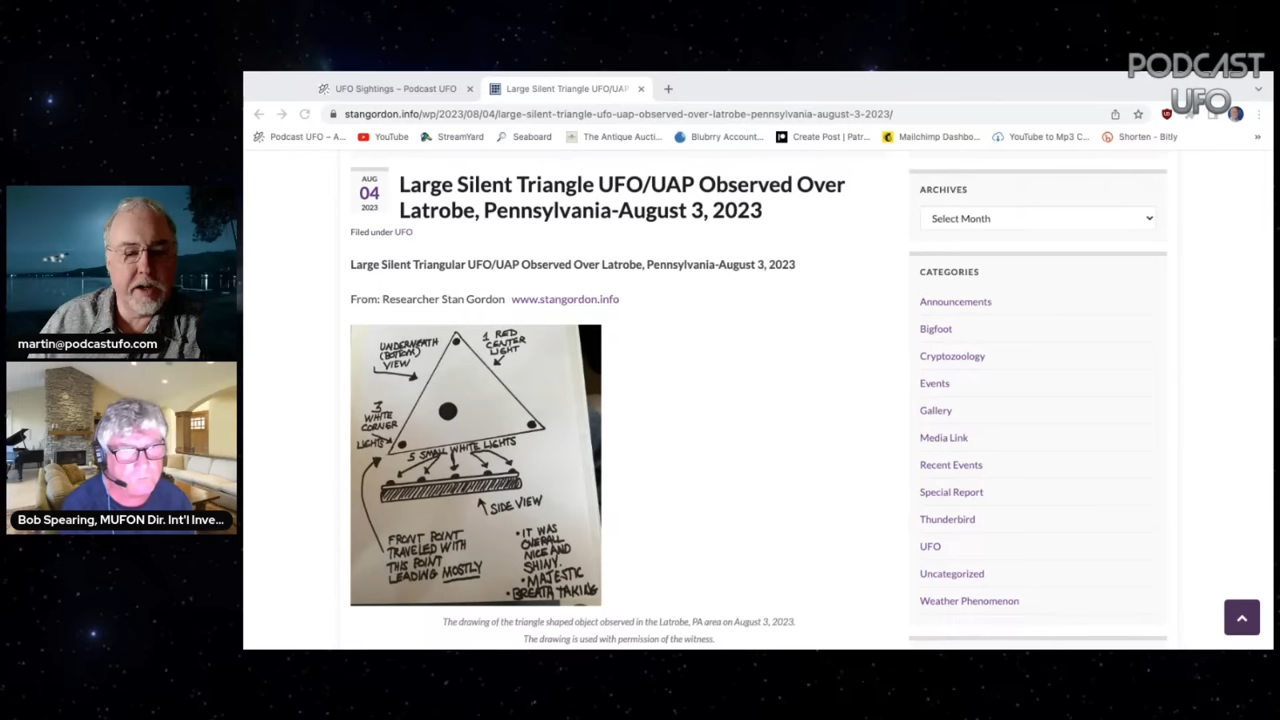 PODCAST
UFO
UFO Sightings – Podcast UFO
Large Silent Triangle UFO/UAP
stangordon.info/wp/2023/08/04/large-silent-triangle-ufo-uap-observed-over-latrobe-pennsylvania-august-3-2023/
Podcast UFO – A...
YouTube
StreamYard
Seaboard
The Antique Aucti...
Blubrry Account...
Create Post | Patr...
Mailchimp Dashbo...
YouTube to Mp3 C...
Shorten - Bitly
»
AUG
04
2023
Large Silent Triangle UFO/UAP Observed Over
Latrobe, Pennsylvania-August 3, 2023
Filed under UFO
Large Silent Triangular UFO/UAP Observed Over Latrobe, Pennsylvania-August 3, 2023
From: Researcher Stan Gordon www.stangordon.info
UNDERNEATH
(BOTTOM)
VIEW
1 RED
CENTER
LIGHT
3
WHITE
CORNER
LIGHTS
5 SMALL WHITE LIGHTS
SIDE VIEW
FRONT POINT
TRAVELED WITH
THIS POINT
LEADING MOSTLY
• IT WAS
OVERALL
NICE AND
SHINY.
• MAJESTIC
• BREATH TAKING
The drawing of the triangle shaped object observed in the Latrobe, PA area on August 3, 2023.
The drawing is used with permission of the witness.
ARCHIVES
Select Month
CATEGORIES
Announcements
Bigfoot
Cryptozoology
Events
Gallery
Media Link
Recent Events
Special Report
Thunderbird
UFO
Uncategorized
Weather Phenomenon
martin@podcastufo.com
Bob Spearing, MUFON Dir. Int'l Inve...